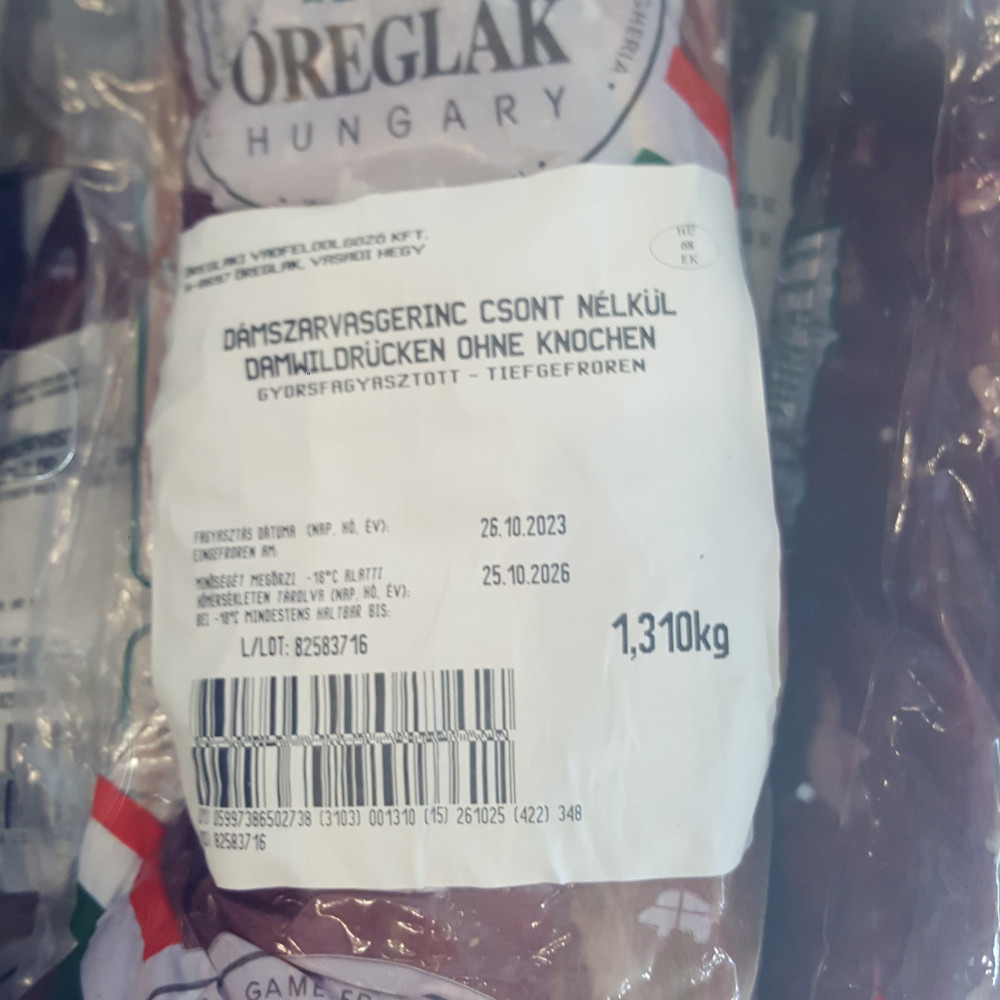 ÖREGLAK
HUNGARY
GHERIA
ÖREGLAKI VADFELDOLGOZÓ KFT.
H-8697 ÖREGLAK, VASADI HEGY
HU
08
EK
DÁMSZARVASGERINC CSONT NÉLKÜL
DAMWILDRÜCKEN OHNE KNOCHEN
GYORSFAGYASZTOTT - TIEFGEFROREN
FAGYASZTÁS DÁTUMA (NAP, HÓ, ÉV): 26.10.2023
EINGEFROREN AM:
MINŐSÉGÉT MEGŐRZI -18°C ALATTI 25.10.2026
HŐMÉRSÉKLETEN TÁROLVA (NAP, HÓ, ÉV):
BEI -18°C MINDESTENS HALTBAR BIS:
L/LOT: 82583716
1,310kg
05997386502738 (3103) 001310 (15) 261025 (422) 348
82583716
GAME